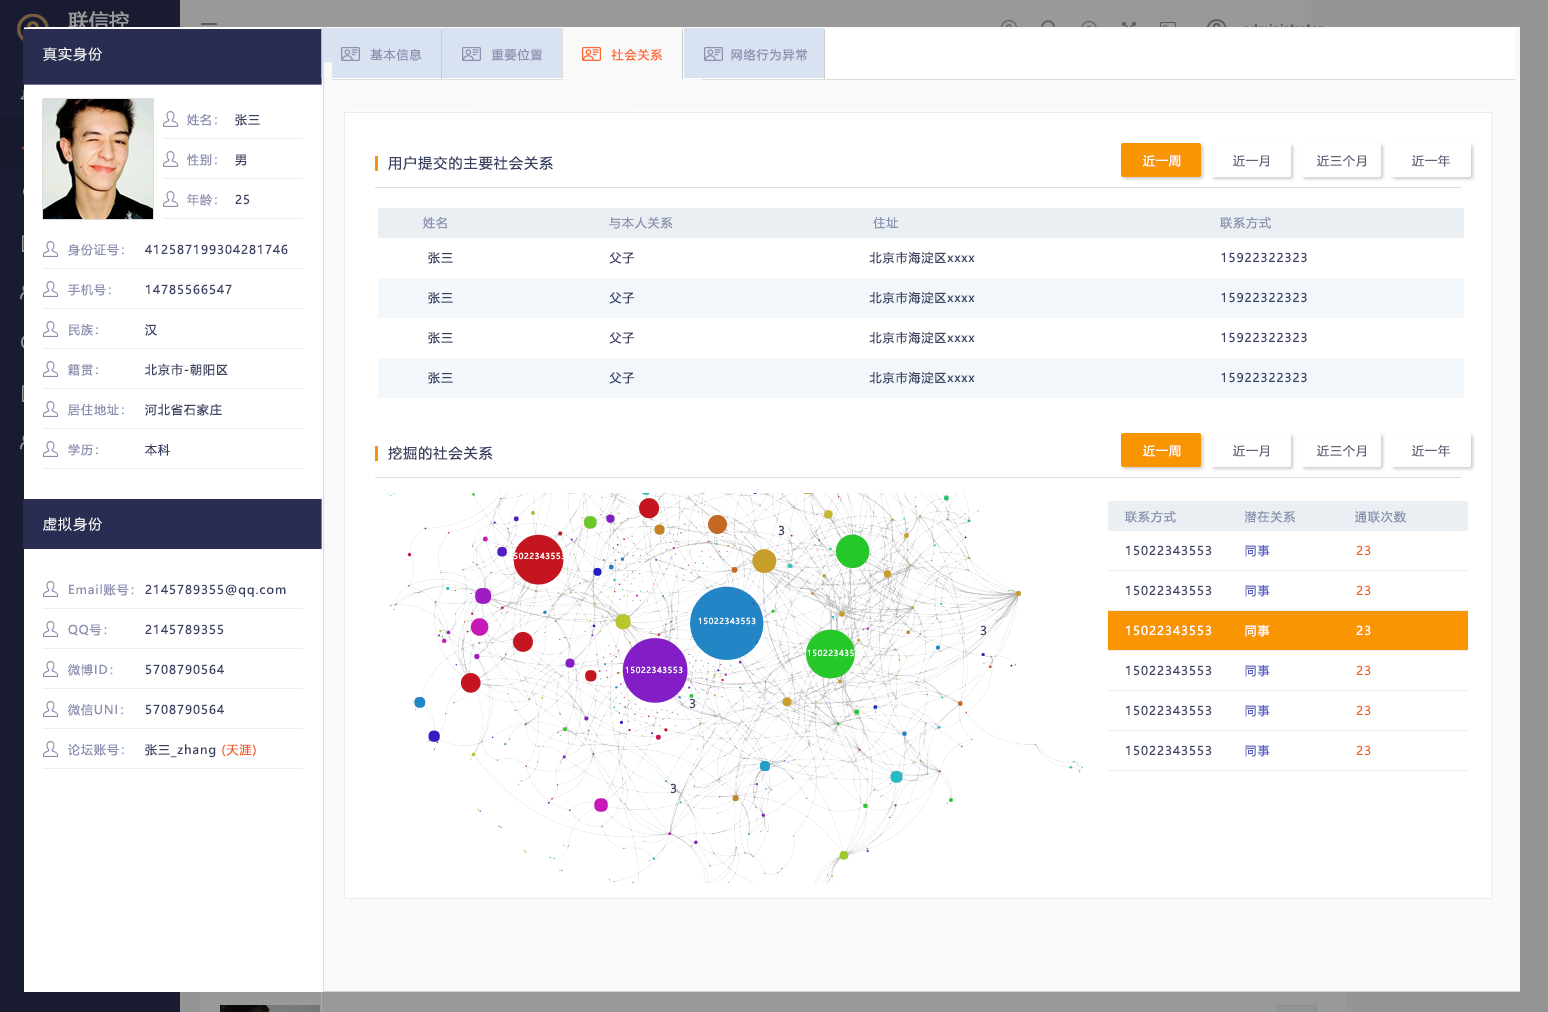 联信控
真实身份
基本信息
重要位置
社会关系
网络行为异常
姓名： 张三
性别： 男
年龄： 25
身份证号： 412587199304281746
手机号： 14785566547
民族： 汉
籍贯： 北京市-朝阳区
居住地址： 河北省石家庄
学历： 本科
虚拟身份
Email账号： 2145789355@qq.com
QQ号： 2145789355
微博ID： 5708790564
微信UNI： 5708790564
论坛账号： 张三_zhang (天涯)
用户提交的主要社会关系
近一周 近一月 近三个月 近一年
姓名 与本人关系 住址 联系方式
张三 父子 北京市海淀区xxxx 15922322323
张三 父子 北京市海淀区xxxx 15922322323
张三 父子 北京市海淀区xxxx 15922322323
张三 父子 北京市海淀区xxxx 15922322323
挖掘的社会关系
近一周 近一月 近三个月 近一年
3
5022343553
15022343553
3
15022343553
15022435
3
3
联系方式 潜在关系 通联次数
15022343553 同事 23
15022343553 同事 23
15022343553 同事 23
15022343553 同事 23
15022343553 同事 23
15022343553 同事 23